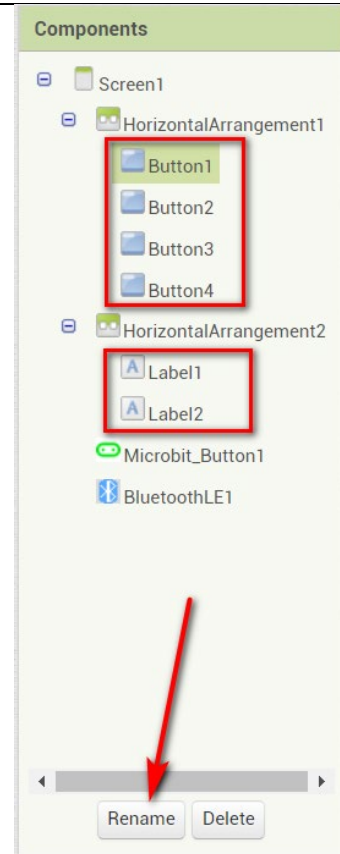 Components
Screen1
HorizontalArrangement1
Button1
Button2
Button3
Button4
HorizontalArrangement2
A Label1
A Label2
Microbit_Button1
BluetoothLE1
Rename Delete